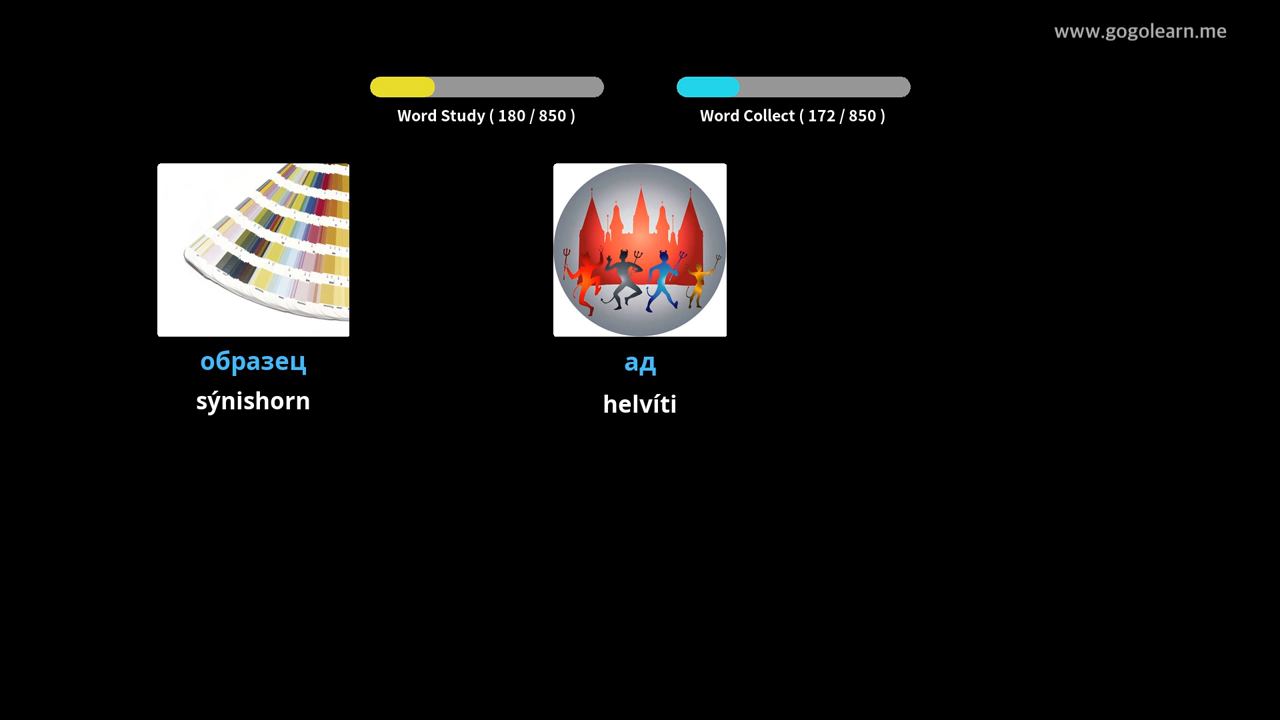 www.gogolearn.me
Word Study ( 180 / 850 )
Word Collect ( 172 / 850 )
образец
sýnishorn
ад
helvíti